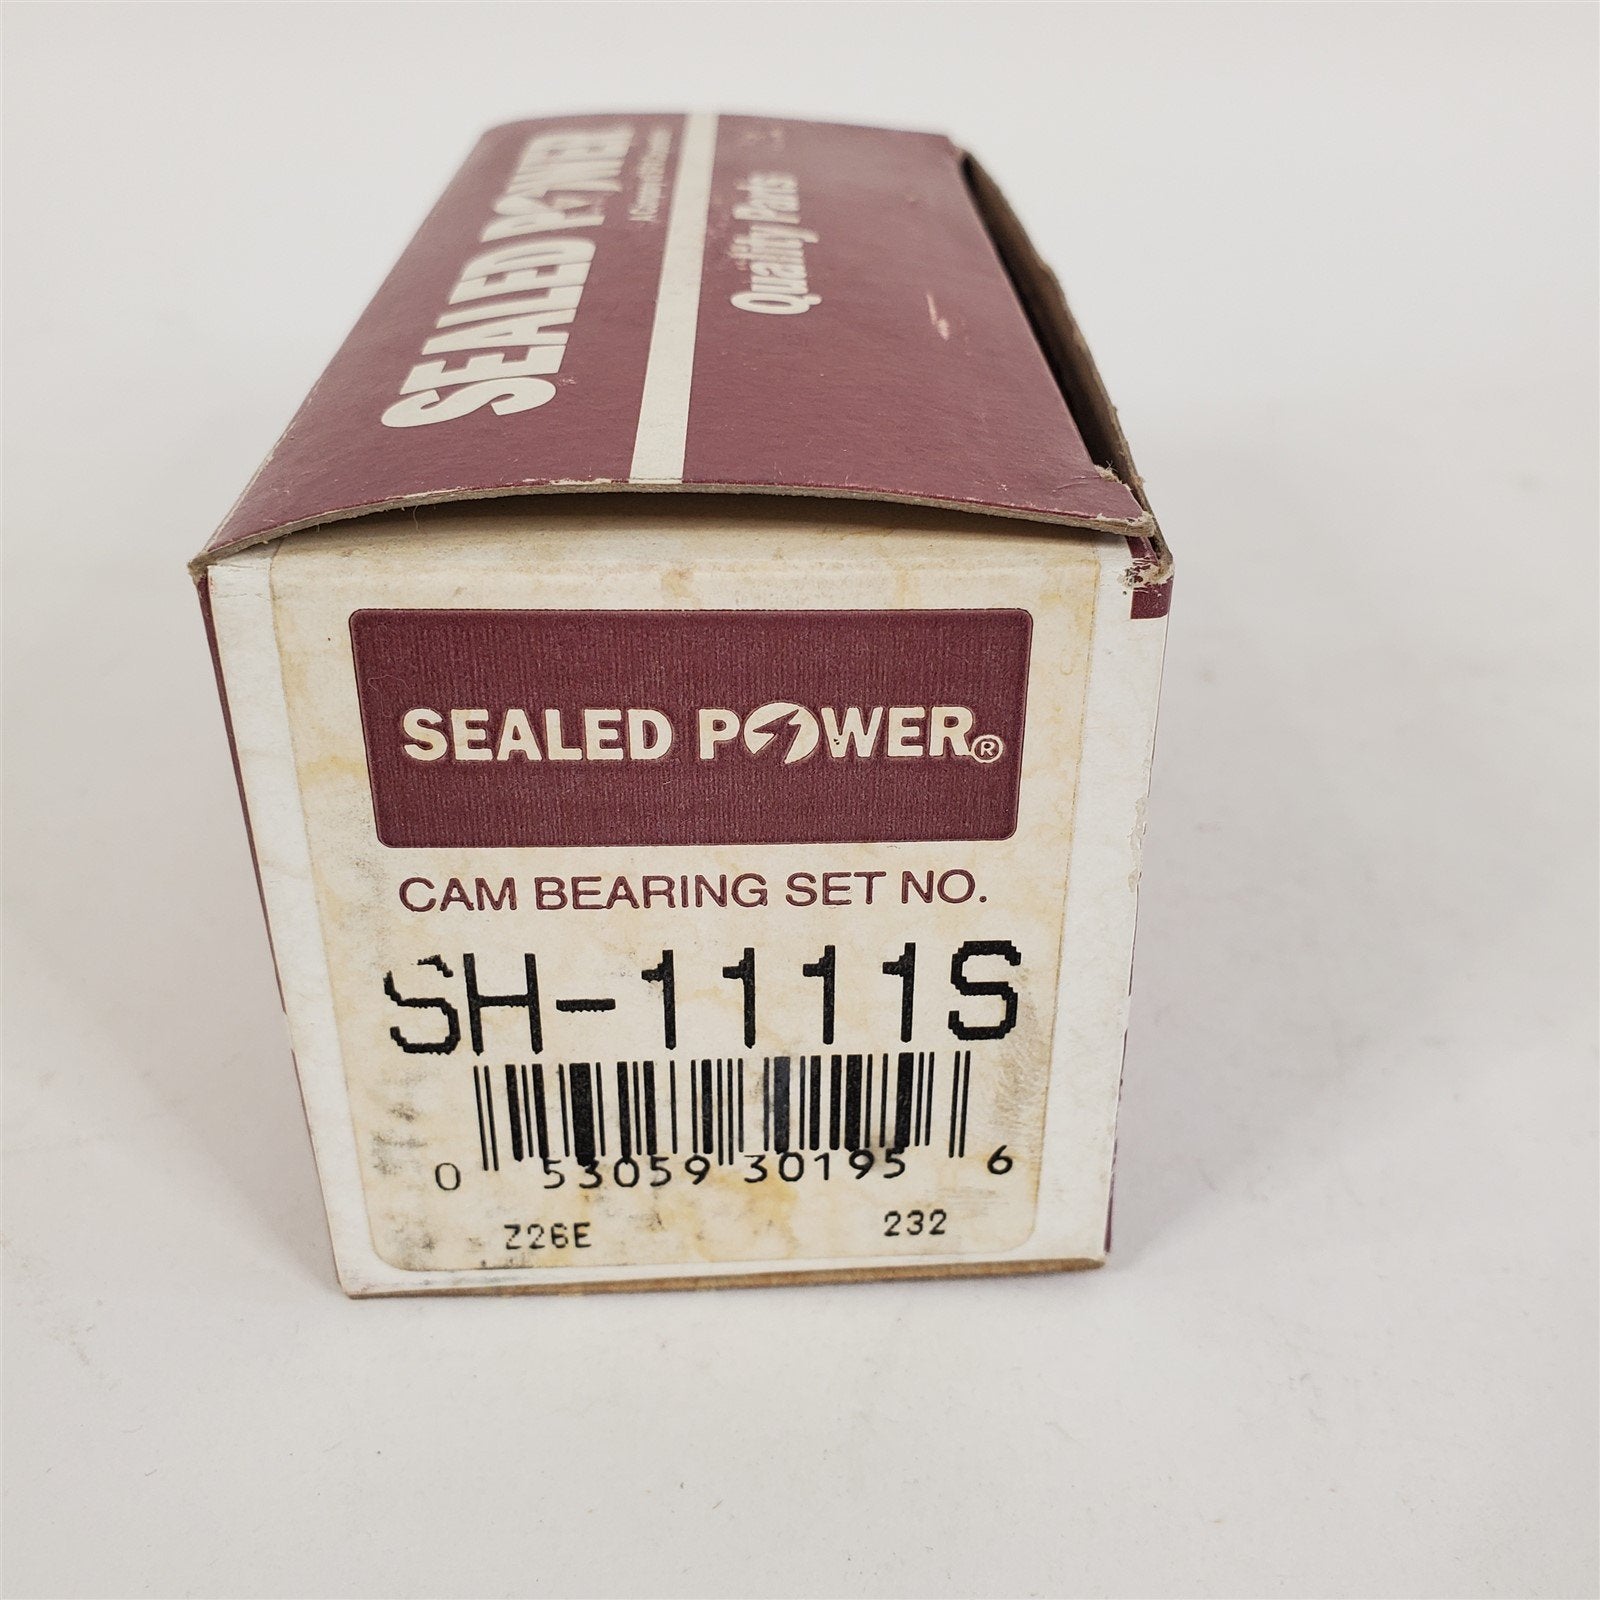 SEALED POWER
Quality Parts
SEALED POWER®
CAM BEARING SET NO.
SH-1111S
0 53059 30195 6
Z26E 232